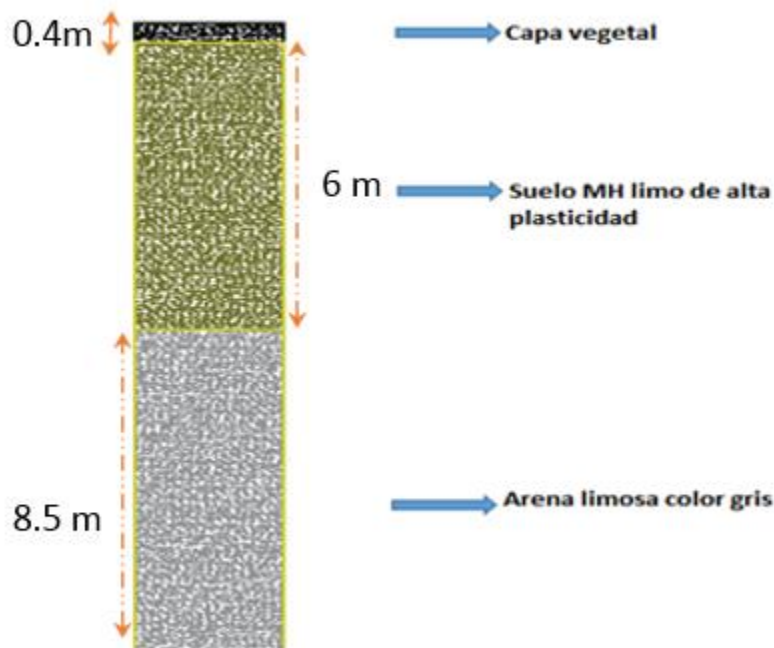 0.4m
Capa vegetal
6 m
Suelo MH limo de alta
plasticidad
8.5 m
Arena limosa color gris